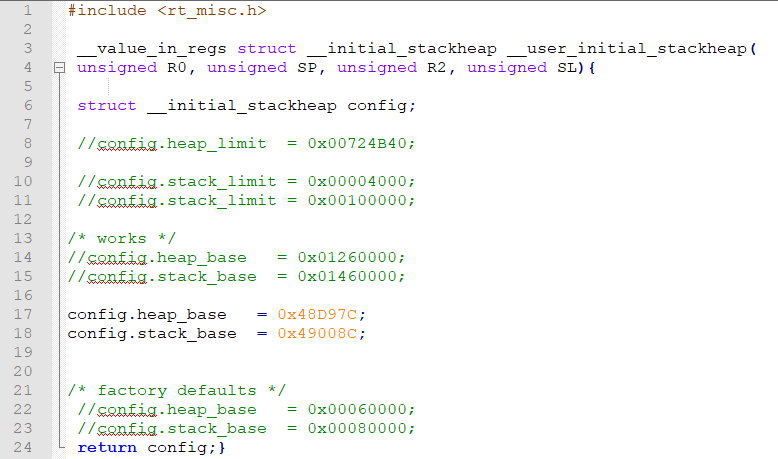 1 #include <rt_misc.h>
2
3 __value_in_regs struct __initial_stackheap __user_initial_stackheap(
4 unsigned R0, unsigned SP, unsigned R2, unsigned SL){
5
6 struct __initial_stackheap config;
7
8 //config.heap_limit  = 0x00724B40;
9
10 //config.stack_limit = 0x00004000;
11 //config.stack_limit = 0x00100000;
12
13 /* works */
14 //config.heap_base   = 0x01260000;
15 //config.stack_base  = 0x01460000;
16
17 config.heap_base   = 0x48D97C;
18 config.stack_base  = 0x49008C;
19
20
21 /* factory defaults */
22 //config.heap_base   = 0x00060000;
23 //config.stack_base  = 0x00080000;
24 return config;}